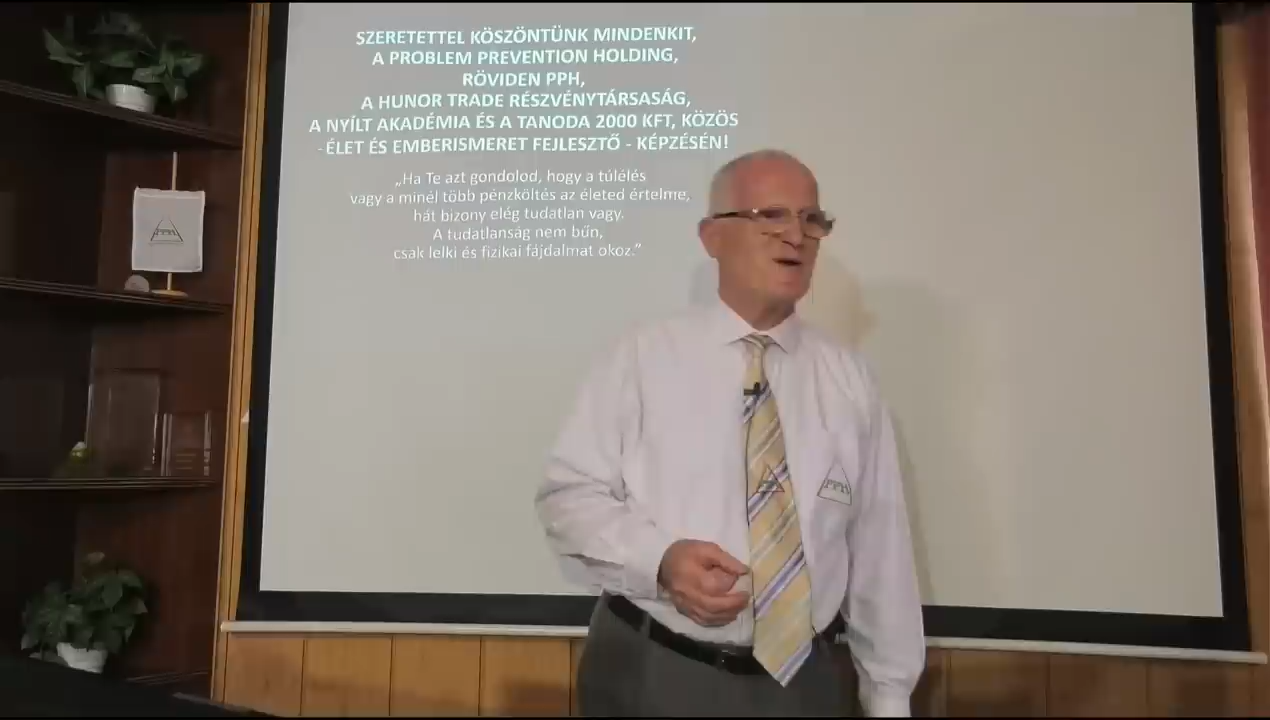 SZERETETTEL KÖSZÖNTÜNK MINDENKIT,
A PROBLEM PREVENTION HOLDING,
RÖVIDEN PPH,
A HUNOR TRADE RÉSZVÉNYTÁRSASÁG,
A NYÍLT AKADÉMIA ÉS A TANODA 2000 KFT, KÖZÖS
- ÉLET ÉS EMBERISMERET FEJLESZTŐ - KÉPZÉSÉN!
„Ha Te azt gondolod, hogy a túlélés
vagy a minél több pénzköltés az életed értelme,
hát bizony elég tudatlan vagy.
A tudatlanság nem bűn,
csak lelki és fizikai fájdalmat okoz.”
PPH
PPH